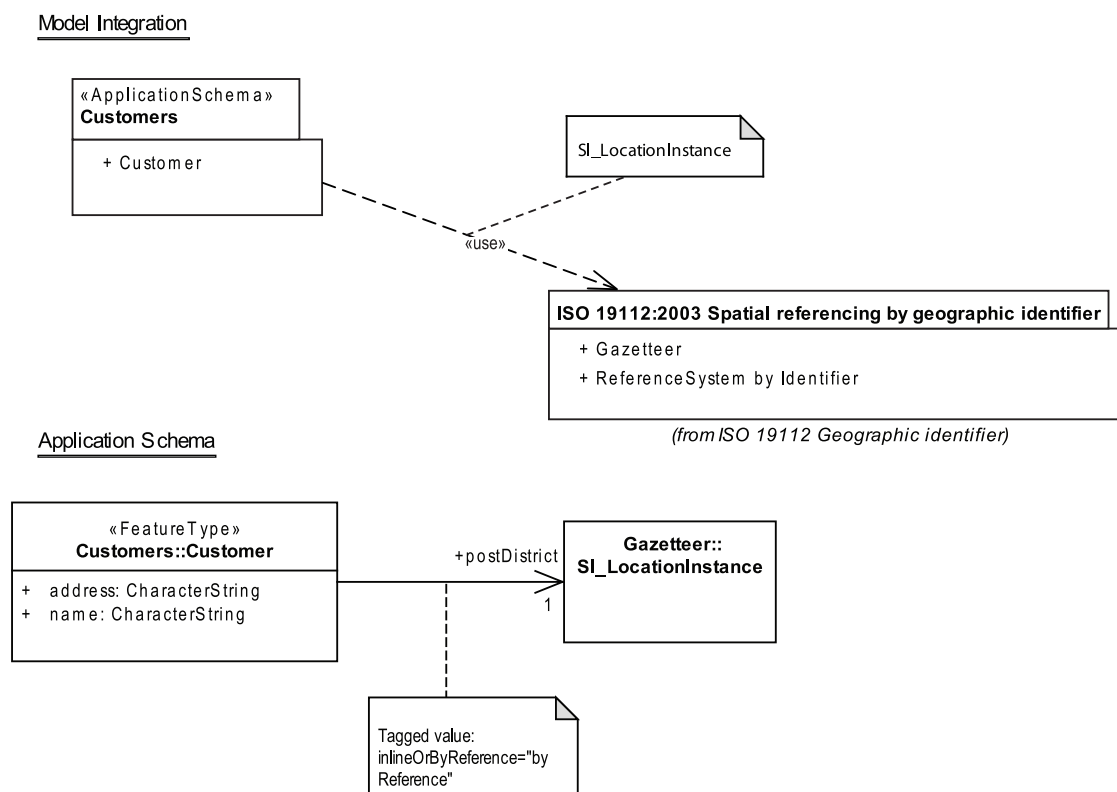 Model Integration
«ApplicationSchema»
Customers
+ Customer
SI_LocationInstance
«use»
ISO 19112:2003 Spatial referencing by geographic identifier
+ Gazetteer
+ ReferenceSystem by Identifier
(from ISO 19112 Geographic identifier)
Application Schema
«FeatureType»
Customers::Customer
+ address: CharacterString
+ name: CharacterString
+postDistrict
1
Gazetteer::
SI_LocationInstance
Tagged value:
inlineOrByReference="by
Reference"